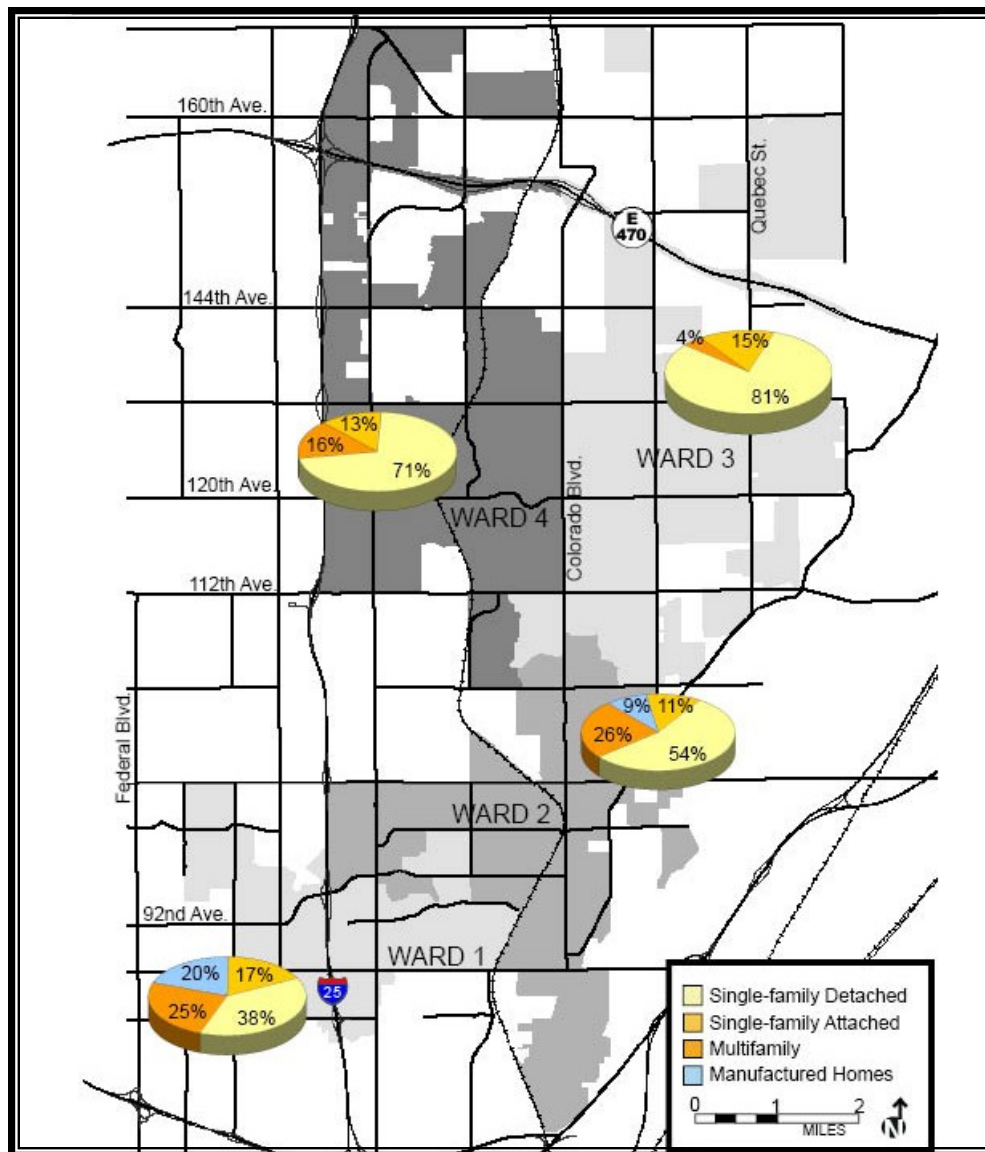 160th Ave.
Quebec St.
E
470
144th Ave.
4%
15%
81%
13%
16%
71%
WARD 3
120th Ave.
WARD 4
Colorado Blvd.
112th Ave.
Federal Blvd.
9%
11%
26%
54%
WARD 2
92nd Ave.
WARD 1
20%
17%
25%
38%
25
Single-family Detached
Single-family Attached
Multifamily
Manufactured Homes
0 1 2
MILES
N